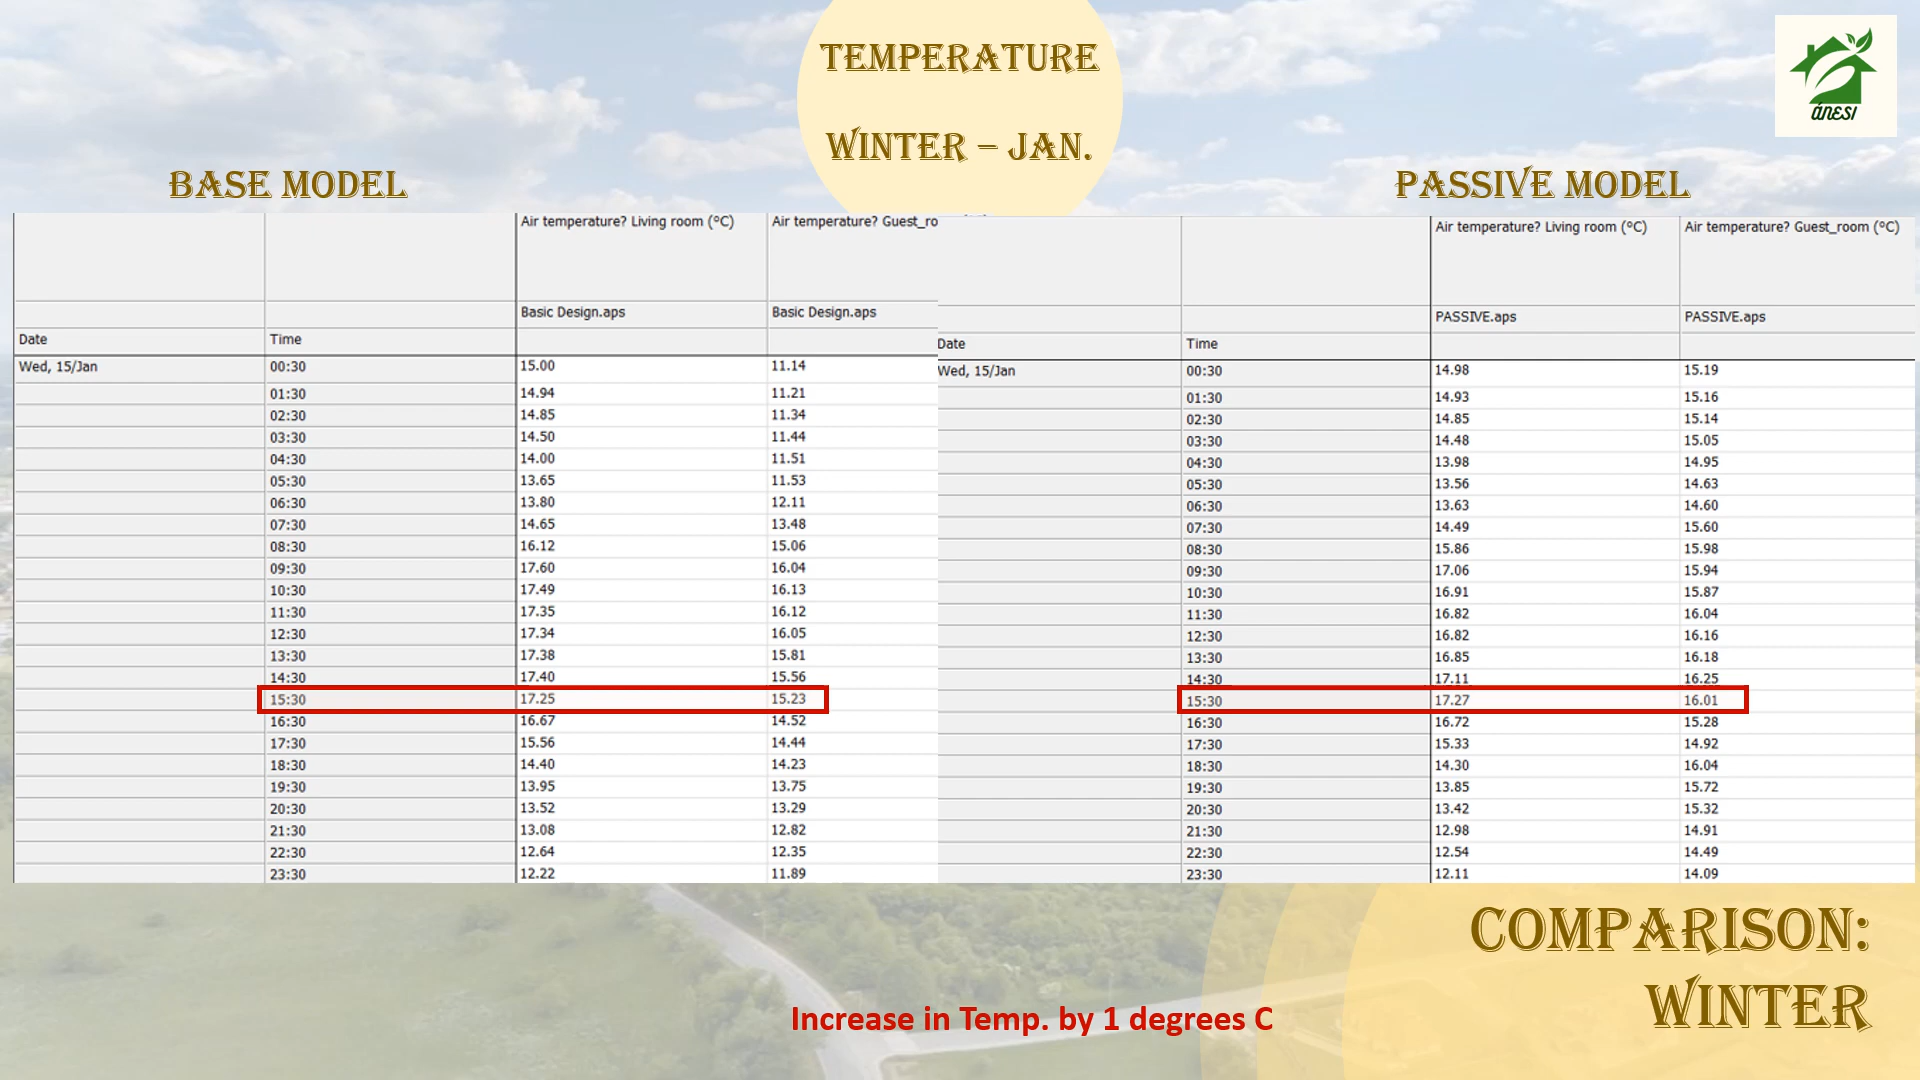 TEMPERATURE
WINTER – JAN.
ÁNESI
BASE MODEL
Air temperature? Living room (°C) Air temperature? Guest_ro
Basic Design.aps Basic Design.aps
Date Time
Wed, 15/Jan 00:30 15.00 11.14
01:30 14.94 11.21
02:30 14.85 11.34
03:30 14.50 11.44
04:30 14.00 11.51
05:30 13.65 11.53
06:30 13.80 12.11
07:30 14.65 13.48
08:30 16.12 15.06
09:30 17.60 16.04
10:30 17.49 16.13
11:30 17.35 16.12
12:30 17.34 16.05
13:30 17.38 15.81
14:30 17.40 15.56
15:30 17.25 15.23
16:30 16.67 14.52
17:30 15.56 14.44
18:30 14.40 14.23
19:30 13.95 13.75
20:30 13.52 13.29
21:30 13.08 12.82
22:30 12.64 12.35
23:30 12.22 11.89
PASSIVE MODEL
Air temperature? Living room (°C) Air temperature? Guest_room (°C)
PASSIVE.aps PASSIVE.aps
Date Time
Wed, 15/Jan 00:30 14.98 15.19
01:30 14.93 15.16
02:30 14.85 15.14
03:30 14.48 15.05
04:30 13.98 14.95
05:30 13.56 14.63
06:30 13.63 14.60
07:30 14.49 15.60
08:30 15.86 15.98
09:30 17.06 15.94
10:30 16.91 15.87
11:30 16.82 16.04
12:30 16.82 16.16
13:30 16.85 16.18
14:30 17.11 16.25
15:30 17.27 16.01
16:30 16.72 15.28
17:30 15.33 14.92
18:30 14.30 16.04
19:30 13.85 15.72
20:30 13.42 15.32
21:30 12.98 14.91
22:30 12.54 14.49
23:30 12.11 14.09
COMPARISON:
WINTER
Increase in Temp. by 1 degrees C